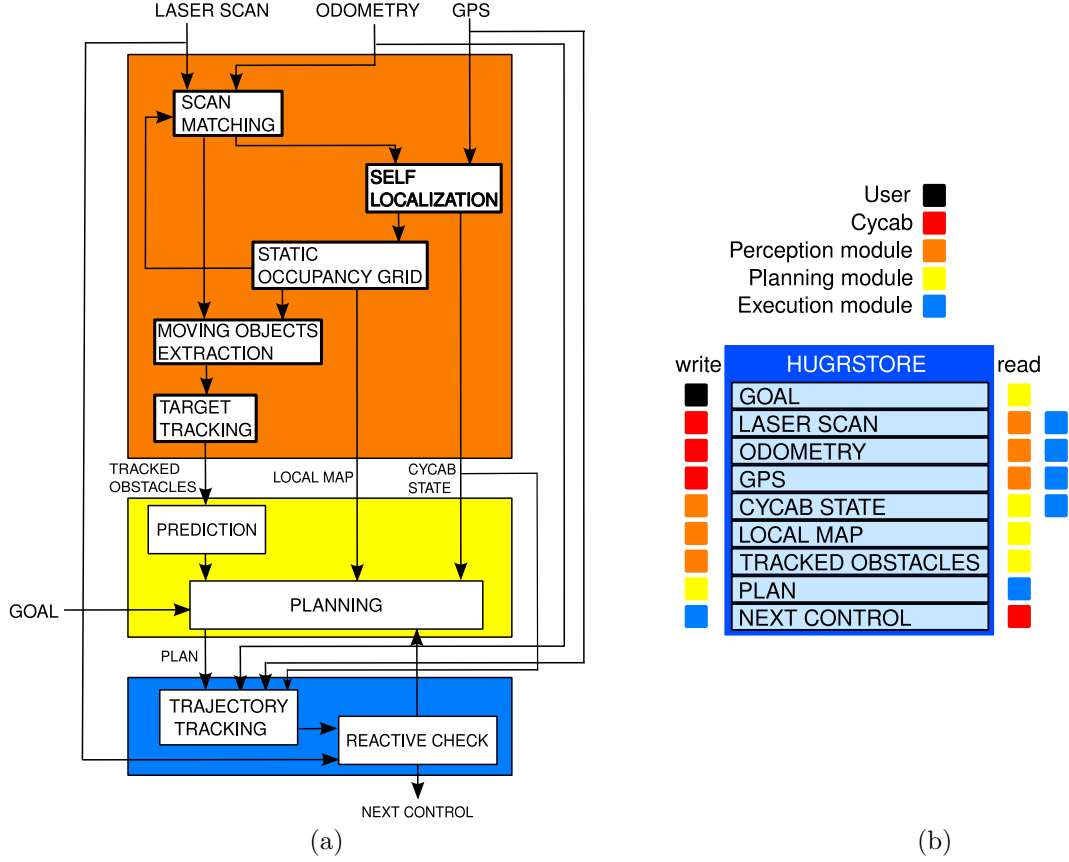 LASER SCAN
ODOMETRY
GPS
SCAN
MATCHING
SELF
LOCALIZATION
STATIC
OCCUPANCY GRID
MOVING OBJECTS
EXTRACTION
TARGET
TRACKING
TRACKED
OBSTACLES
LOCAL MAP
CYCAB
STATE
PREDICTION
PLANNING
GOAL
PLAN
TRAJECTORY
TRACKING
REACTIVE CHECK
NEXT CONTROL
(a)
User
Cycab
Perception module
Planning module
Execution module
write
HUGRSTORE
read
GOAL
LASER SCAN
ODOMETRY
GPS
CYCAB STATE
LOCAL MAP
TRACKED OBSTACLES
PLAN
NEXT CONTROL
(b)